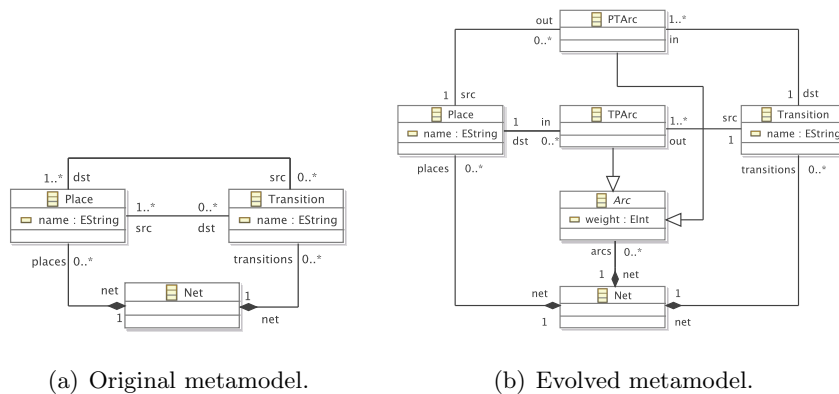 1..*
dst
src
0..*
Place
name : EString
1..*
src
0..*
dst
Transition
name : EString
places
0..*
transitions
0..*
net
1
Net
1
net
(a) Original metamodel.
out
0..*
PTArc
1..*
in
1
src
1
dst
Place
name : EString
1
dst
in
0..*
TPArc
1..*
out
src
1
Transition
name : EString
places
0..*
transitions
0..*
Arc
weight : EInt
arcs
0..*
1
net
net
1
Net
1
net
(b) Evolved metamodel.